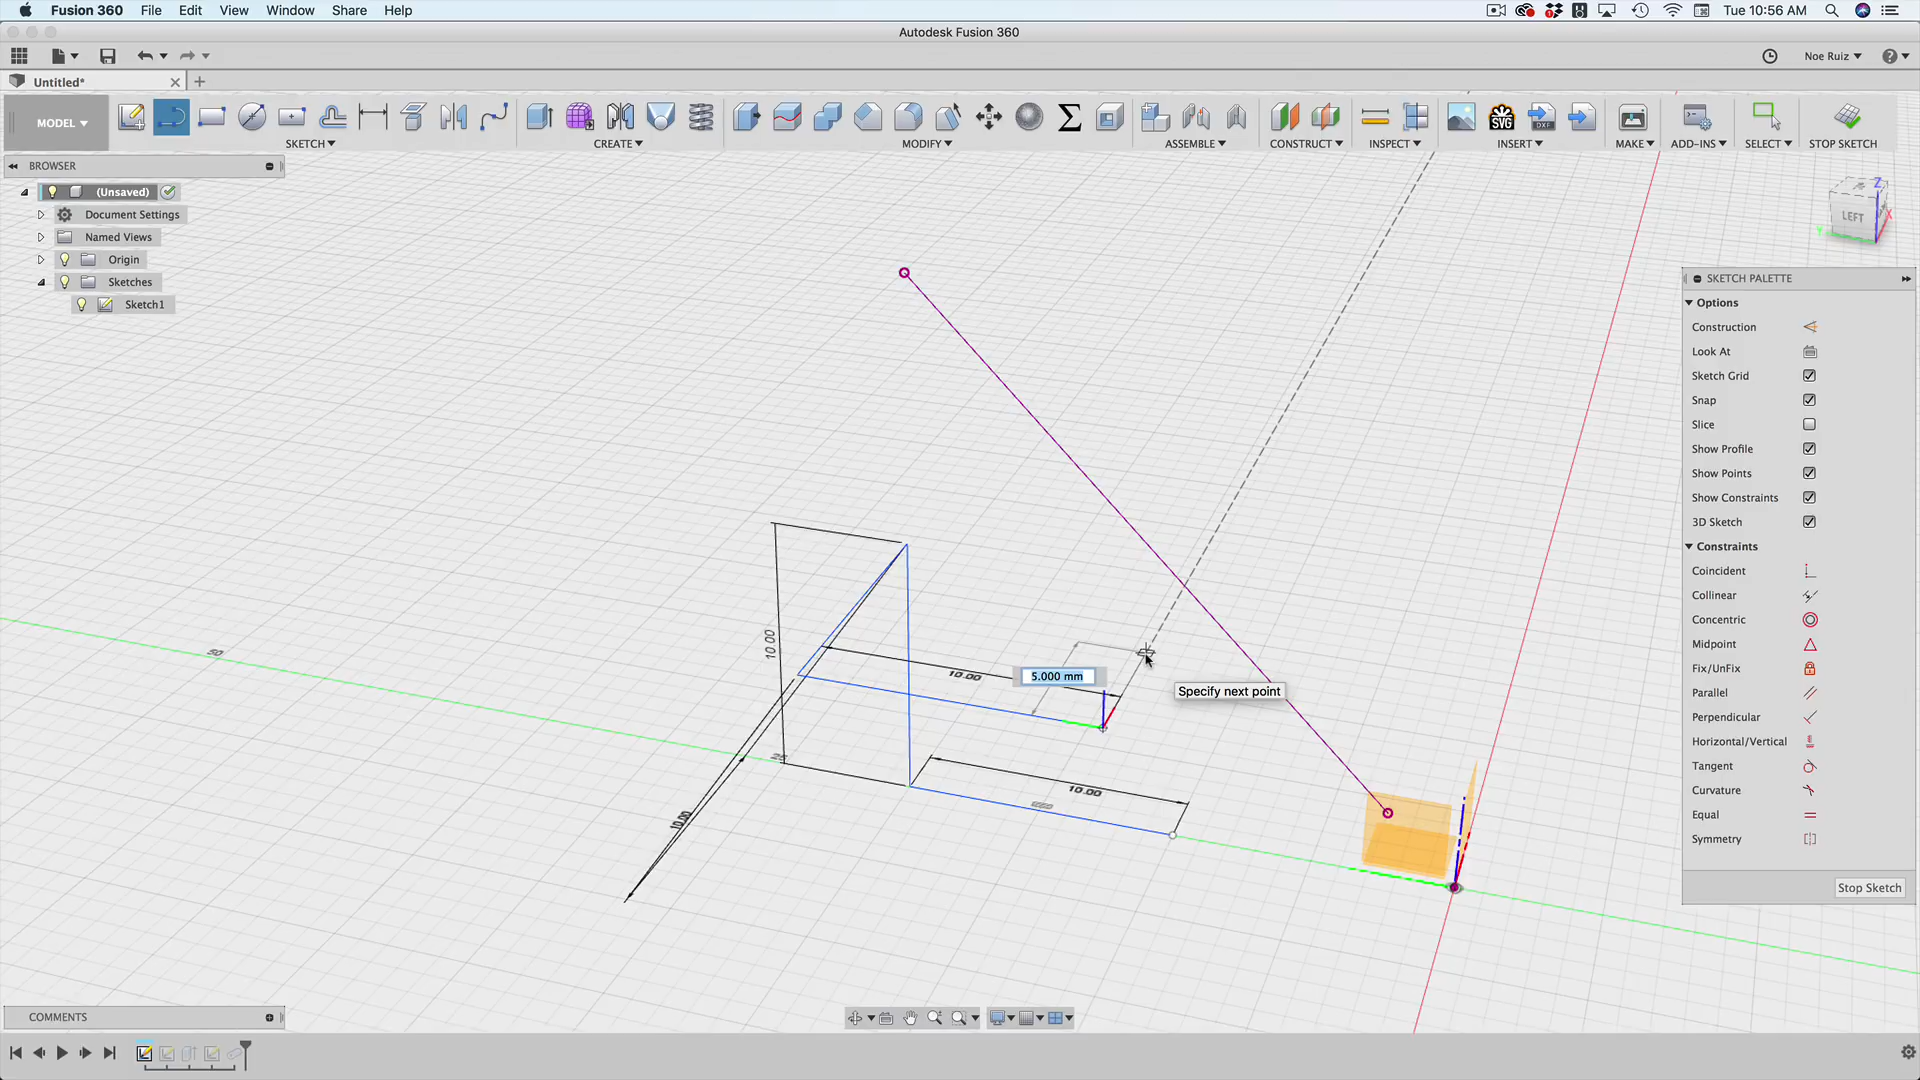 Fusion 360 File Edit View Window Share Help Tue 10:56 AM
Autodesk Fusion 360
Noe Ruiz
Untitled*
MODEL
SKETCH CREATE MODIFY ASSEMBLE CONSTRUCT INSPECT INSERT MAKE ADD-INS SELECT STOP SKETCH
SVG
DXF
BROWSER
(Unsaved)
Document Settings
Named Views
Origin
Sketches
Sketch1
Z
LEFT
X
Y
SKETCH PALETTE
Options
Construction
Look At
Sketch Grid
Snap
Slice
Show Profile
Show Points
Show Constraints
3D Sketch
Constraints
Coincident
Collinear
Concentric
Midpoint
Fix/UnFix
Parallel
Perpendicular
Horizontal/Vertical
Tangent
Curvature
Equal
Symmetry
Stop Sketch
50
10.00
10.00
5.000 mm
Specify next point
25
10.00
10.00
COMMENTS